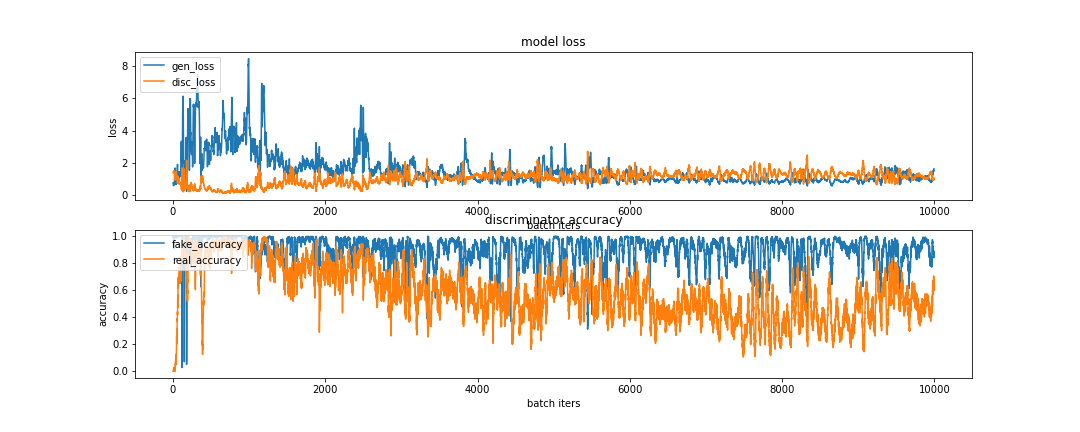 model loss
gen_loss
disc_loss
loss
8
6
4
2
0
0 2000 4000 6000 8000 10000
batch iters
discriminator accuracy
fake_accuracy
real_accuracy
accuracy
1.0
0.8
0.6
0.4
0.2
0.0
0 2000 4000 6000 8000 10000
batch iters